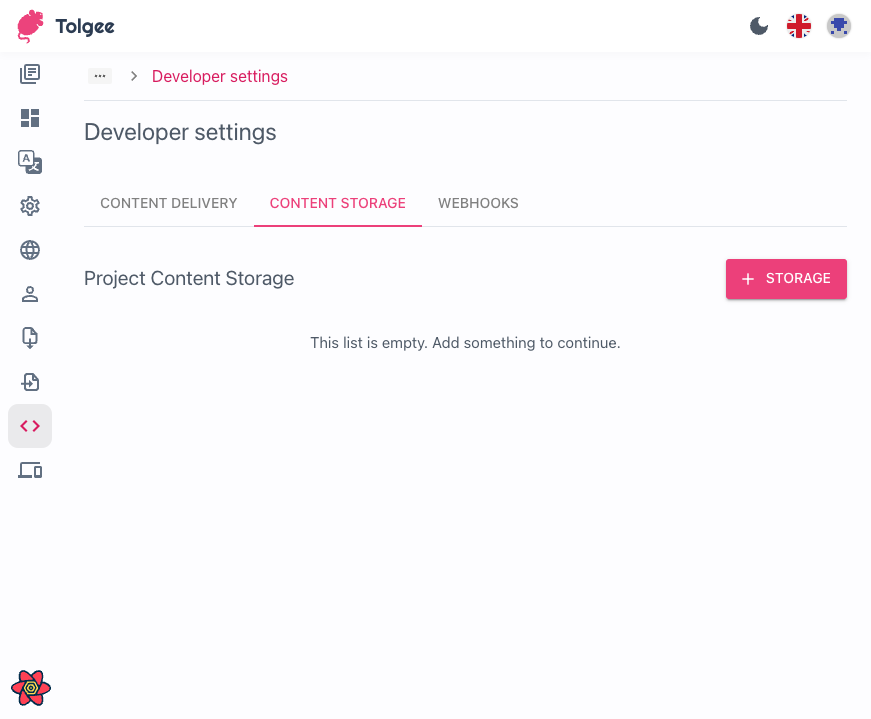 Tolgee
... > Developer settings
Developer settings
CONTENT DELIVERY CONTENT STORAGE WEBHOOKS
Project Content Storage
+ STORAGE
This list is empty. Add something to continue.